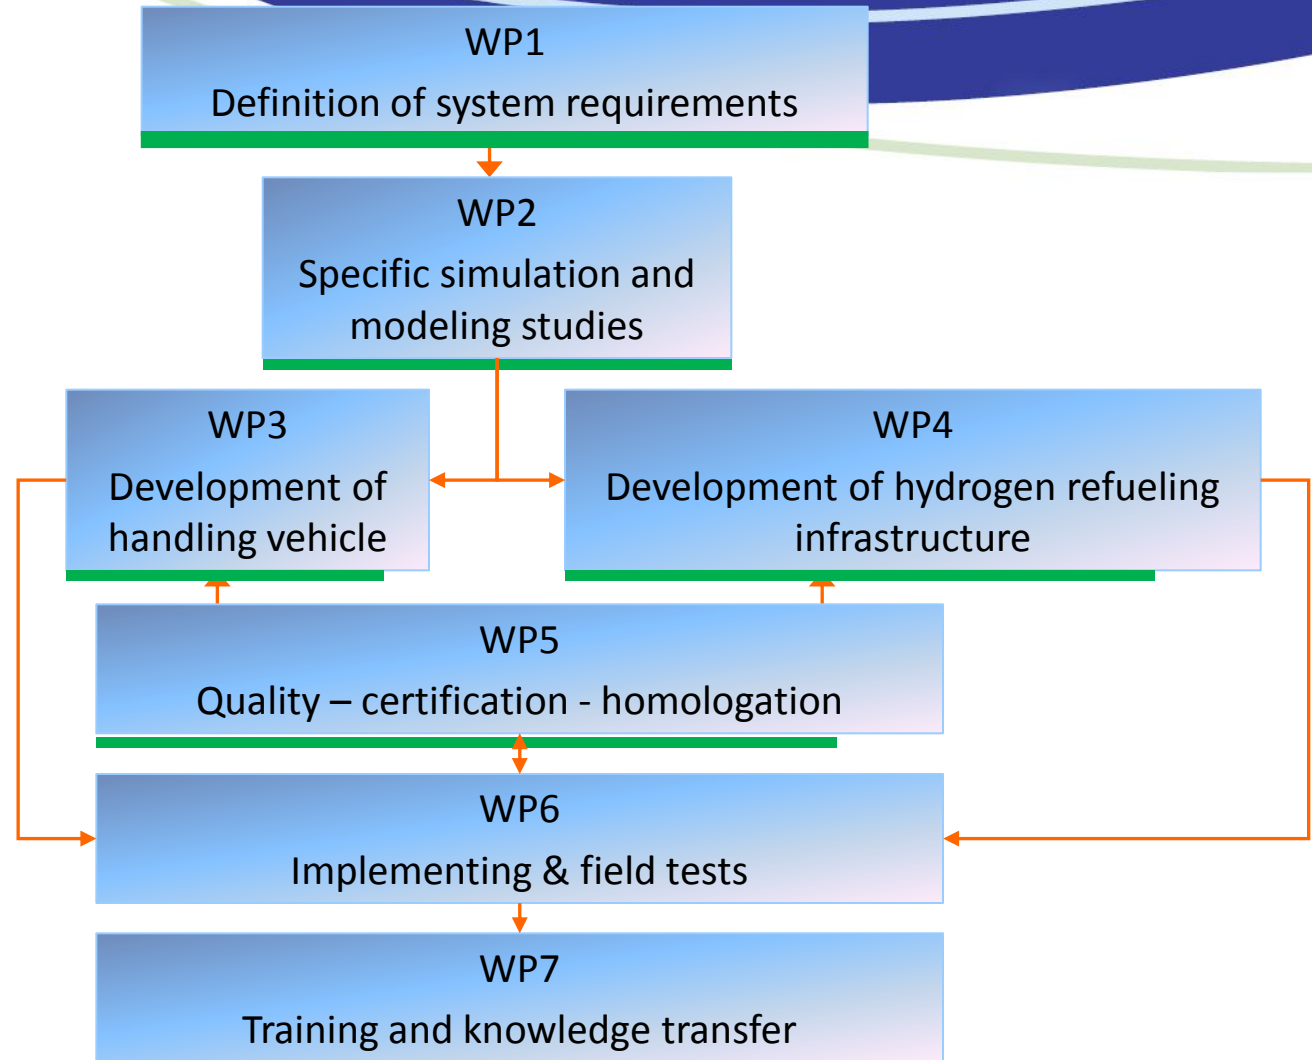 WP1
Definition of system requirements
WP2
Specific simulation and
modeling studies
WP3
Development of
handling vehicle
WP4
Development of hydrogen refueling
infrastructure
WP5
Quality – certification - homologation
WP6
Implementing & field tests
WP7
Training and knowledge transfer